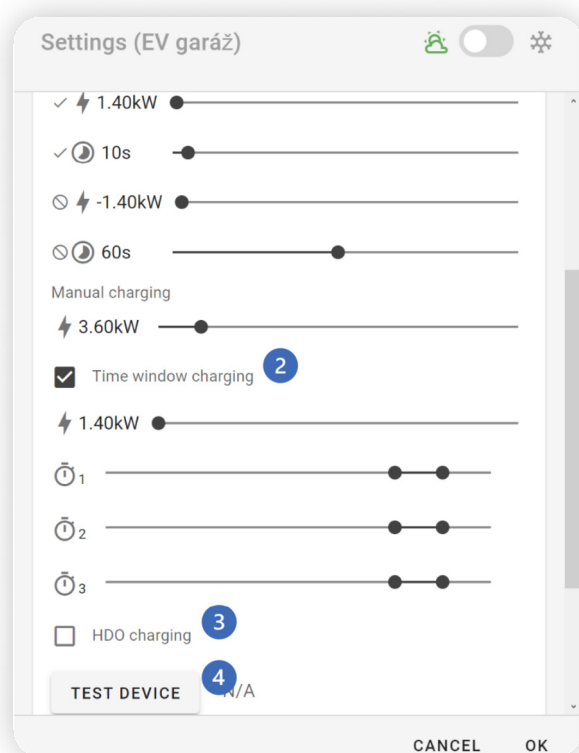 Settings (EV garáž)
1.40kW
10s
-1.40kW
60s
Manual charging
3.60kW
Time window charging 2
1.40kW
1
2
3
HDO charging 3
TEST DEVICE 4 N/A
CANCEL OK